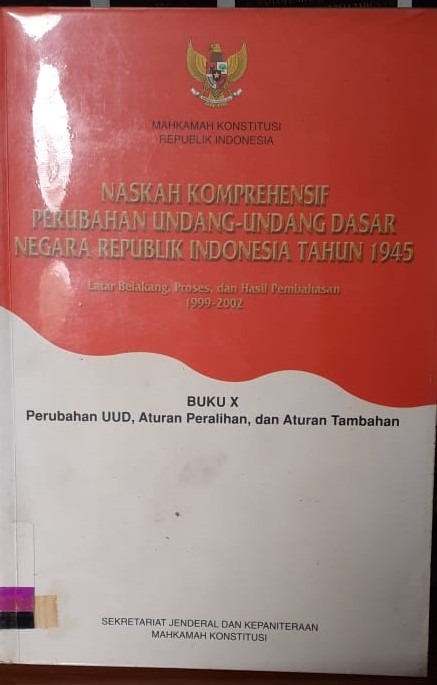 MAHKAMAH KONSTITUSI
REPUBLIK INDONESIA
NASKAH KOMPREHENSIF
PERUBAHAN UNDANG-UNDANG DASAR
NEGARA REPUBLIK INDONESIA TAHUN 1945
Latar Belakang, Proses, dan Hasil Pembahasan
1999-2002
BUKU X
Perubahan UUD, Aturan Peralihan, dan Aturan Tambahan
SEKRETARIAT JENDERAL DAN KEPANITERAAN
MAHKAMAH KONSTITUSI